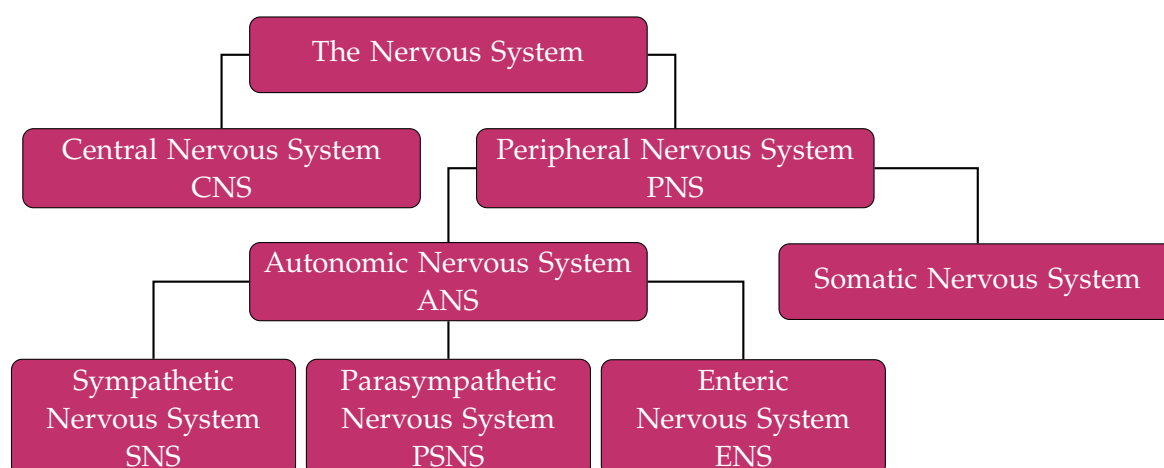 The Nervous System
Central Nervous System
CNS
Peripheral Nervous System
PNS
Autonomic Nervous System
ANS
Somatic Nervous System
Sympathetic
Nervous System
SNS
Parasympathetic
Nervous System
PSNS
Enteric
Nervous System
ENS